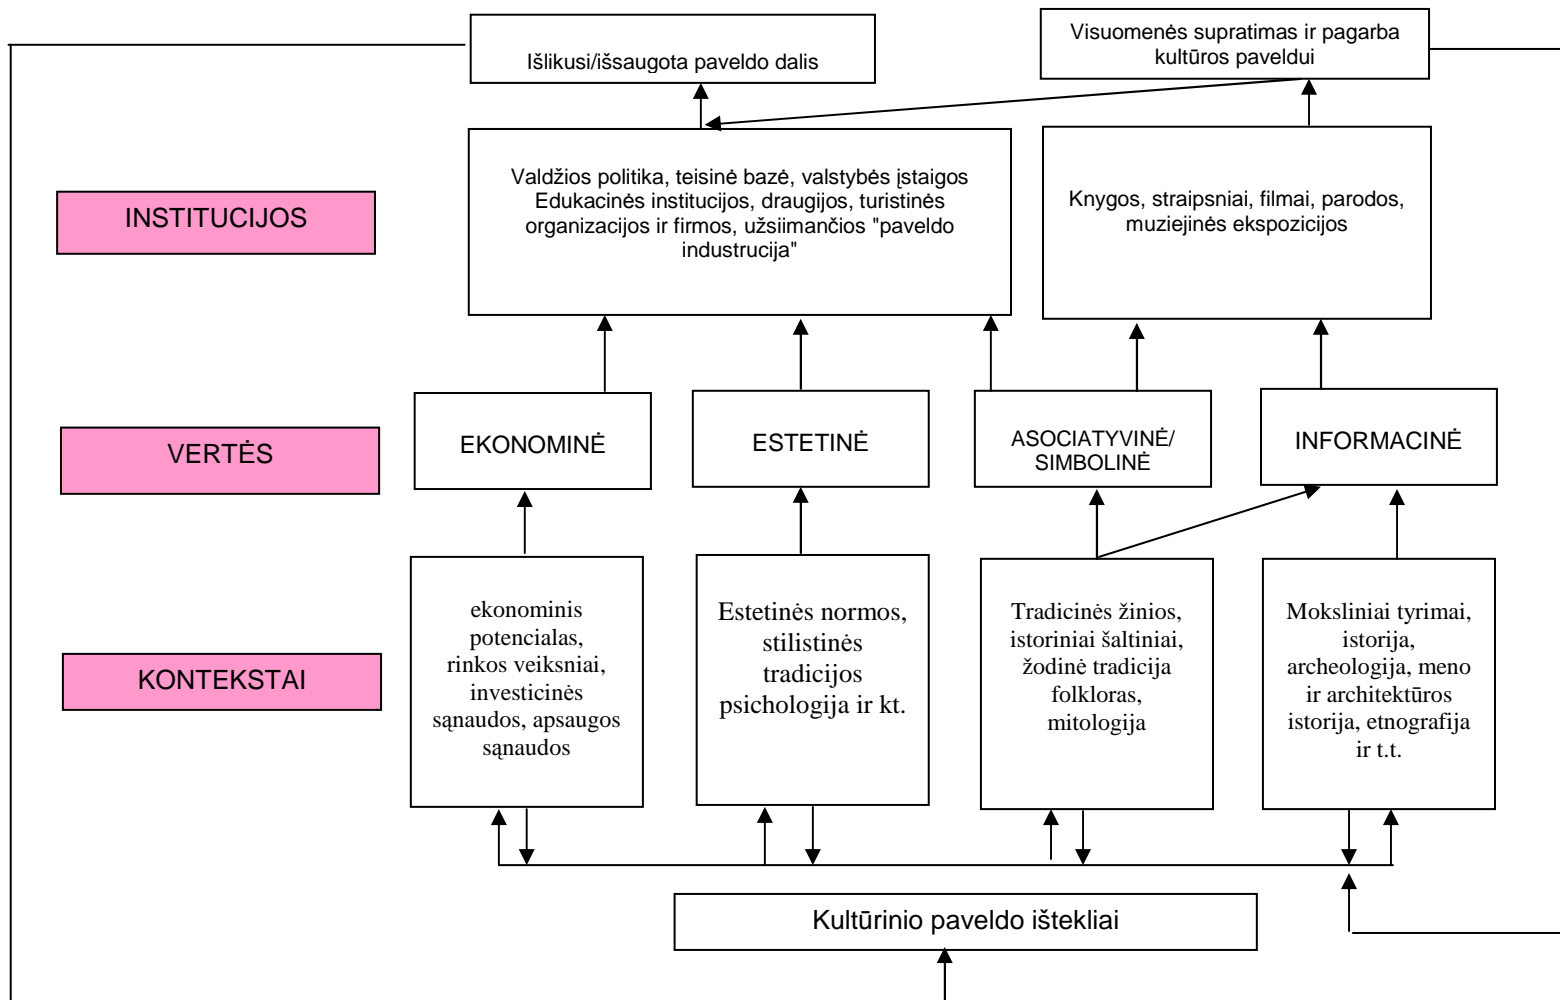 Išlikusi/išsaugota paveldo dalis
Visuomenės supratimas ir pagarba
kultūros paveldui
INSTITUCIJOS
Valdžios politika, teisinė bazė, valstybės įstaigos
Edukacinės institucijos, draugijos, turistinės
organizacijos ir firmos, užsiimančios "paveldo
industrucija"
Knygos, straipsniai, filmai, parodos,
muziejinės ekspozicijos
VERTĖS
EKONOMINĖ
ESTETINĖ
ASOCIATYVINĖ/
SIMBOLINĖ
INFORMACINĖ
KONTEKSTAI
ekonominis
potencialas,
rinkos veiksniai,
investicinės
sąnaudos, apsaugos
sąnaudos
Estetinės normos,
stilistinės
tradicijos
psichologija ir kt.
Tradicinės žinios,
istoriniai šaltiniai,
žodinė tradicija
folkloras,
mitologija
Moksliniai tyrimai,
istorija,
archeologija, meno
ir architektūros
istorija, etnografija
ir t.t.
Kultūrinio paveldo ištekliai